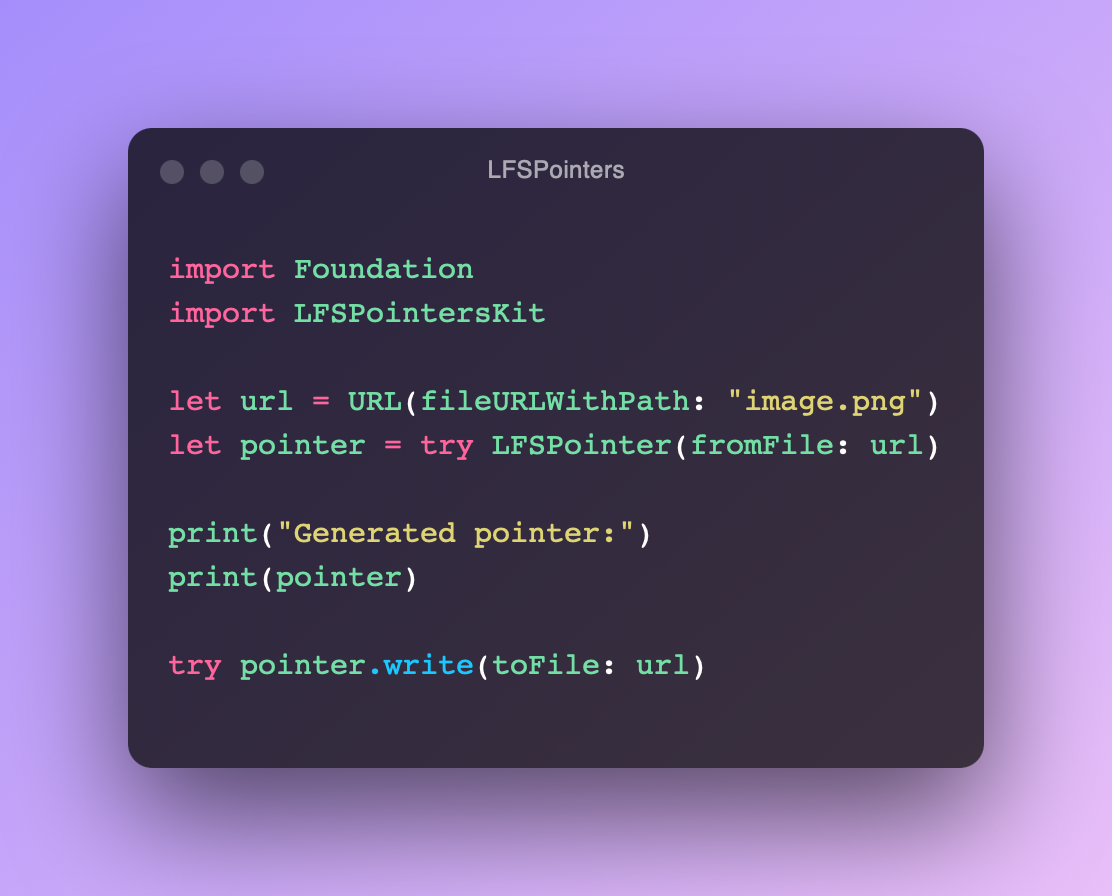 LFSPointers
import Foundation
import LFSPointersKit
let url = URL(fileURLWithPath: "image.png")
let pointer = try LFSPointer(fromFile: url)
print("Generated pointer:")
print(pointer)
try pointer.write(toFile: url)